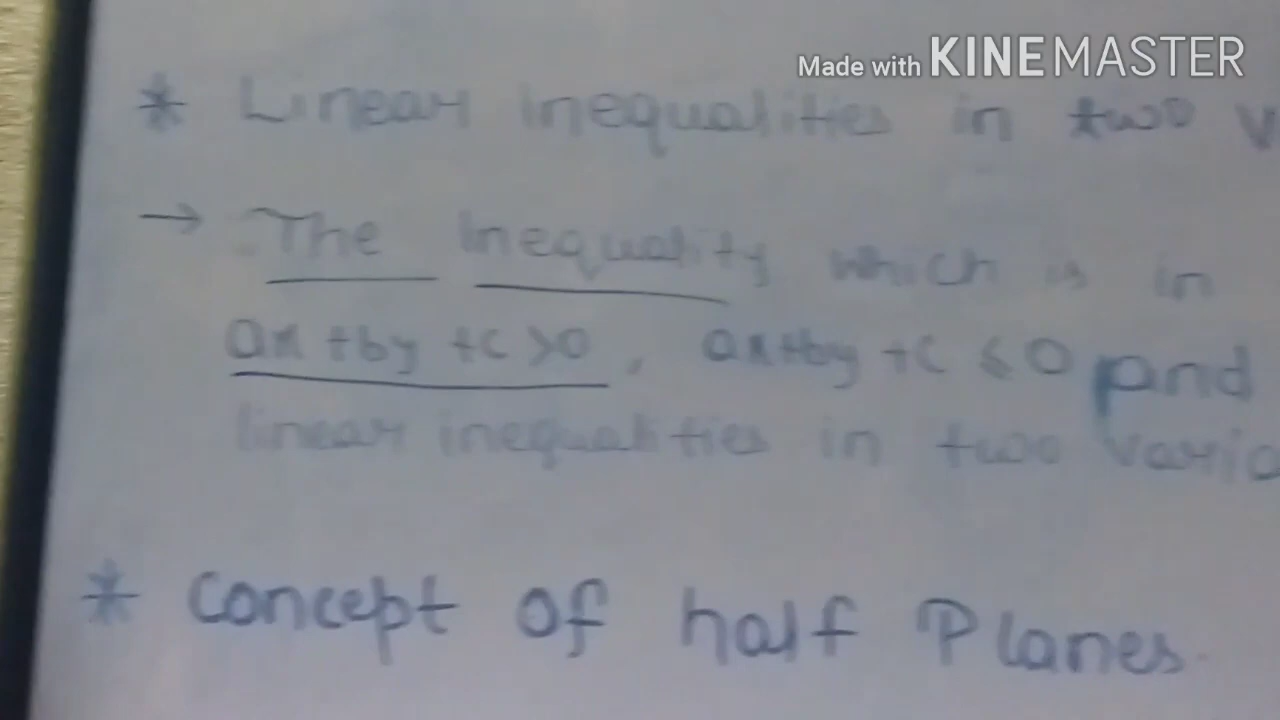 Made with KINEMASTER
* Linear inequalities in two v
→ The Inequality which is in
ax +by +c >0, ax+by +c ≤ 0 and
linear inequalities in two varia
* concept of half Planes.